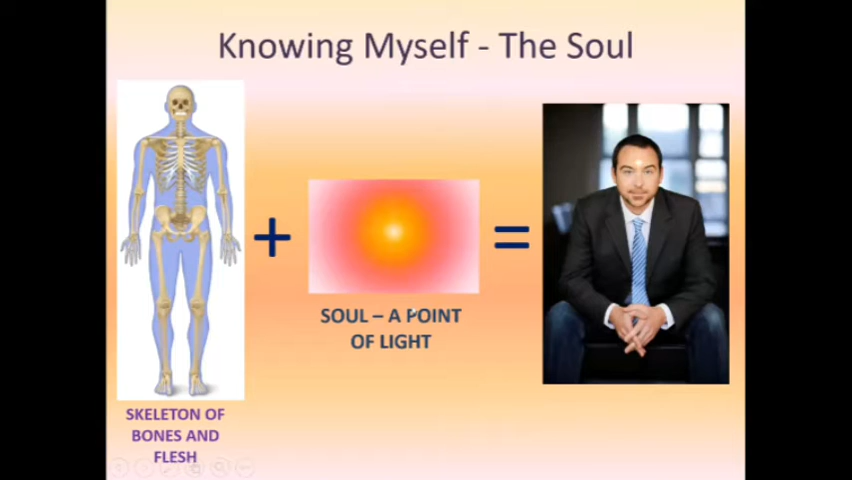 Knowing Myself - The Soul
+
=
SOUL – A POINT
OF LIGHT
SKELETON OF
BONES AND
FLESH